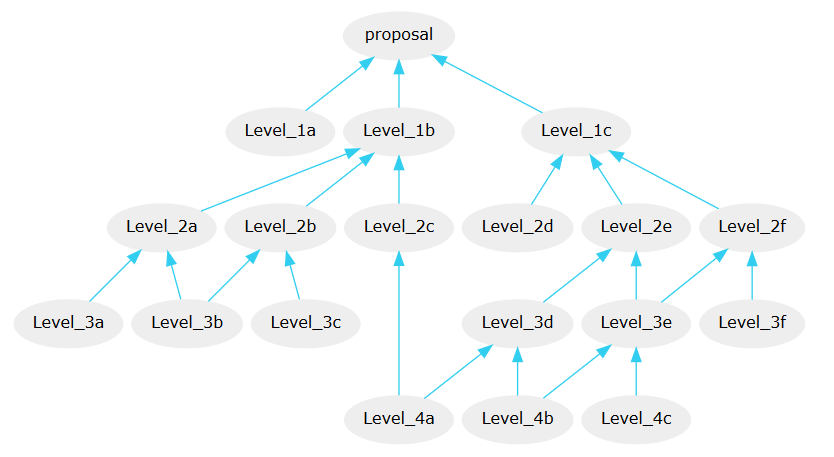 proposal
Level_1a
Level_1b
Level_1c
Level_2a
Level_2b
Level_2c
Level_2d
Level_2e
Level_2f
Level_3a
Level_3b
Level_3c
Level_3d
Level_3e
Level_3f
Level_4a
Level_4b
Level_4c